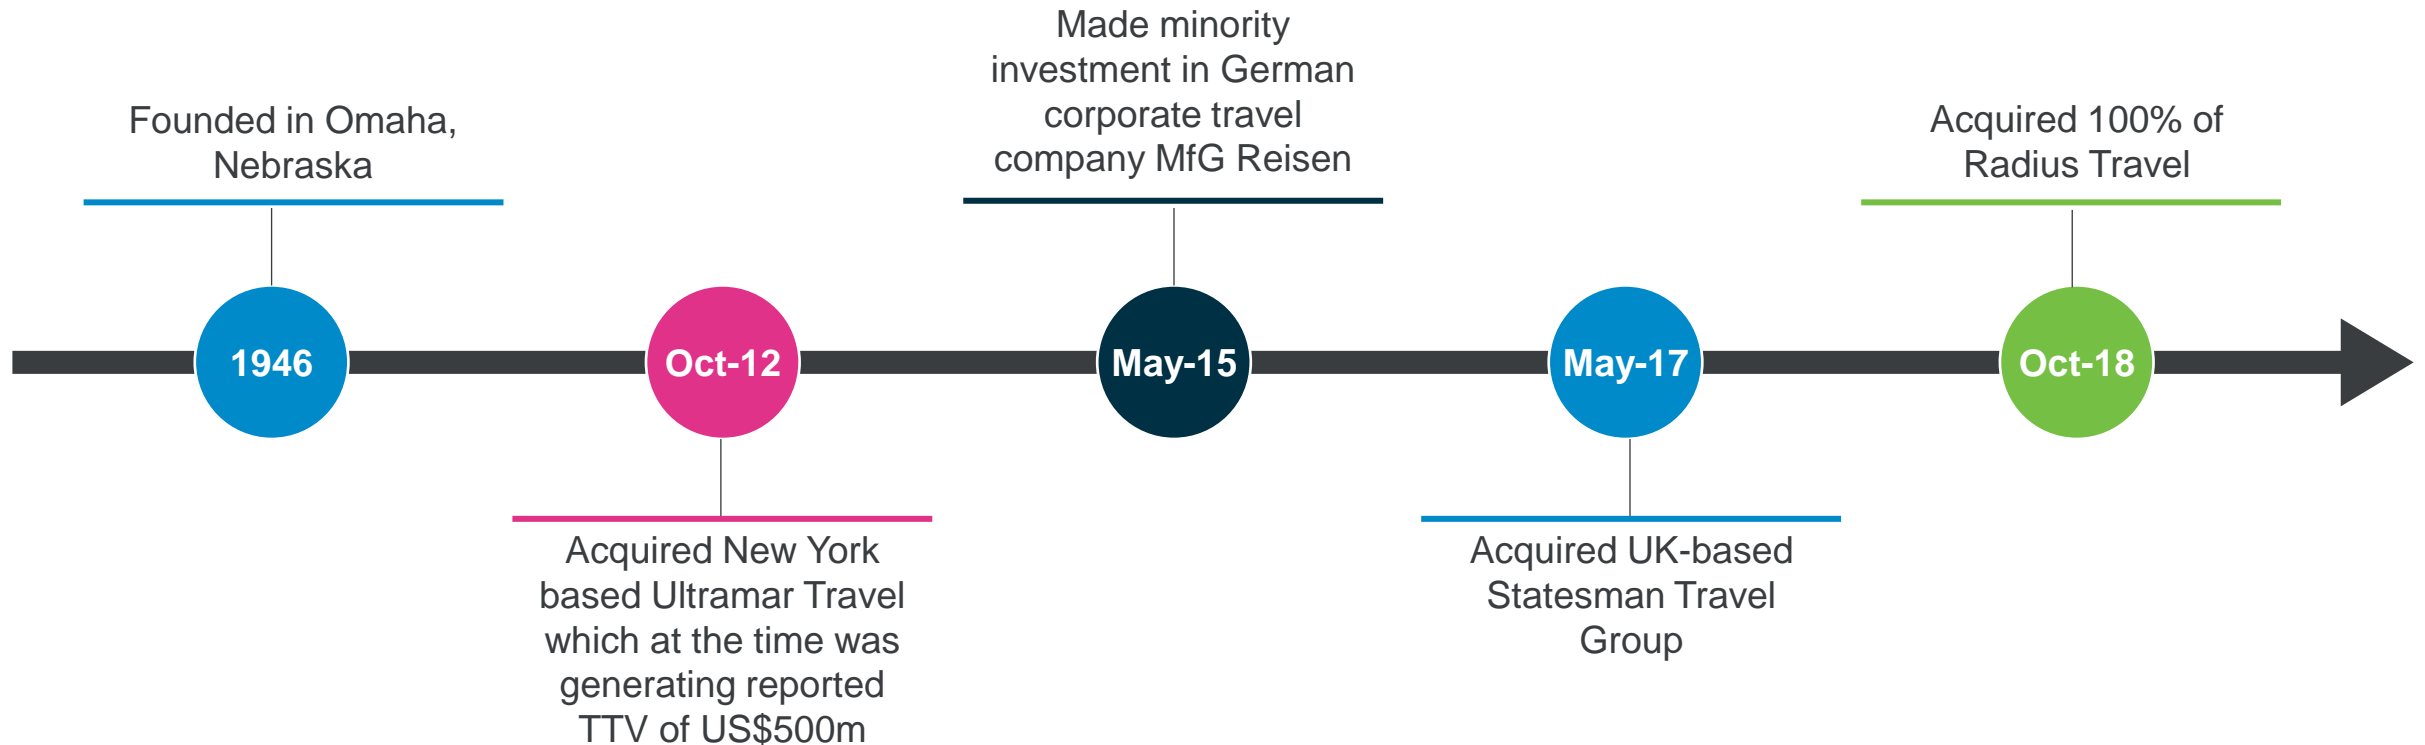 Founded in Omaha,
Nebraska
1946
Oct-12
Acquired New York
based Ultramar Travel
which at the time was
generating reported
TTV of US$500m
Made minority
investment in German
corporate travel
company MfG Reisen
May-15
May-17
Acquired UK-based
Statesman Travel
Group
Acquired 100% of
Radius Travel
Oct-18